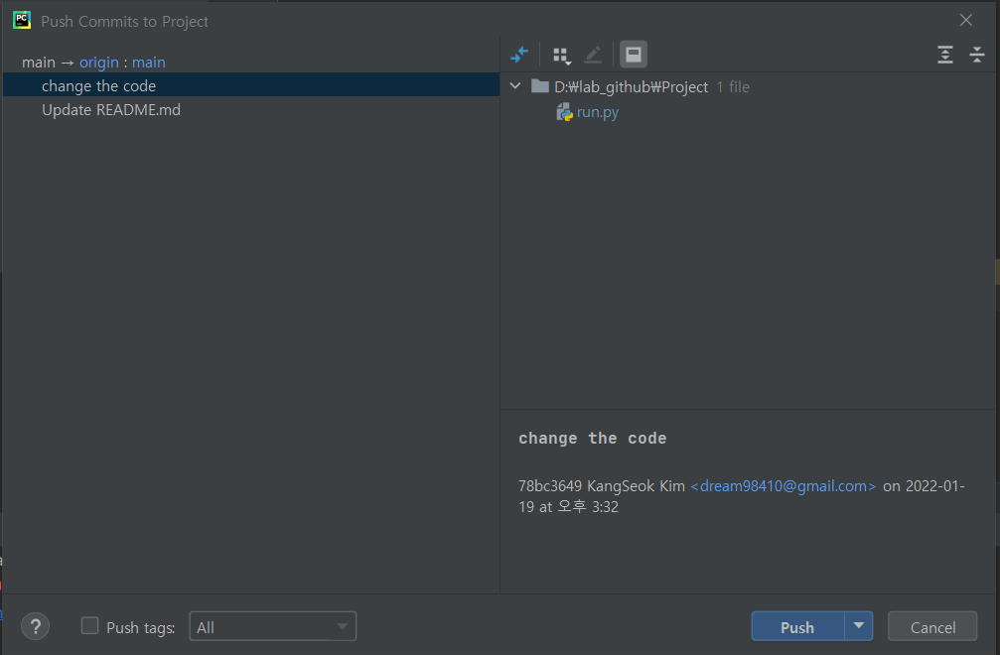 Push Commits to Project
main → origin : main
change the code
Update README.md
D:₩lab_github₩Project 1 file
run.py
change the code
78bc3649 KangSeok Kim <dream98410@gmail.com> on 2022-01-
19 at 오후 3:32
? Push tags: All
Push Cancel